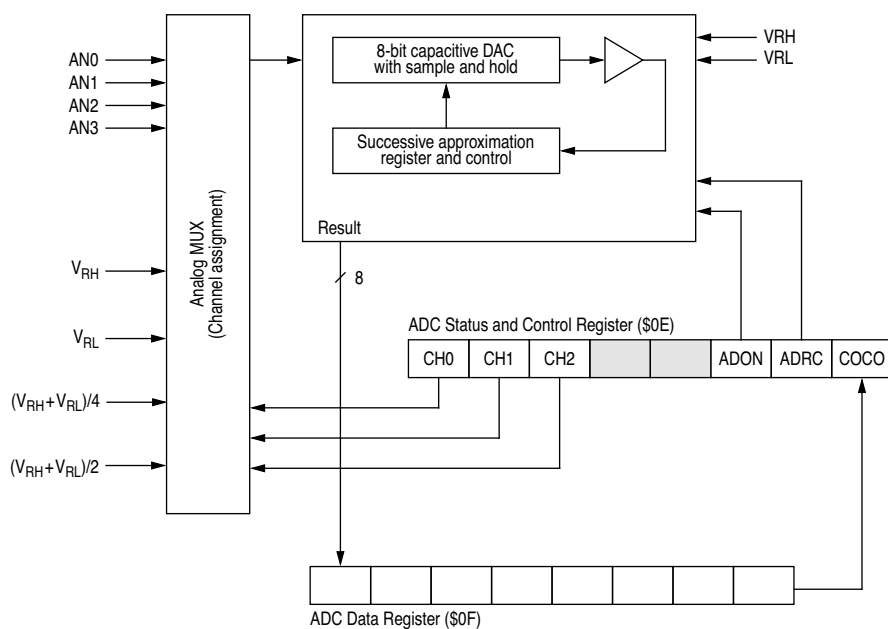 AN0
AN1
AN2
AN3
V_RH
V_RL
(V_RH+V_RL)/4
(V_RH+V_RL)/2
Analog MUX
(Channel assignment)
8-bit capacitive DAC
with sample and hold
Successive approximation
register and control
Result
VRH
VRL
8
ADC Status and Control Register ($0E)
CH0 CH1 CH2 ADON ADRC COCO
ADC Data Register ($0F)